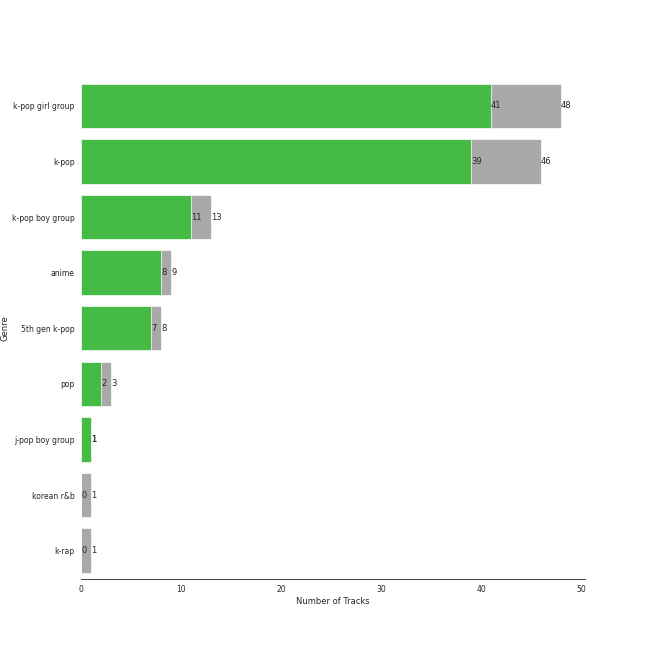 k-pop girl group 41 48
k-pop 39 46
k-pop boy group 11 13
anime 8 9
5th gen k-pop 7 8
pop 2 3
j-pop boy group 1
korean r&b 0 1
k-rap 0 1
0 10 20 30 40 50
Number of Tracks
Genre